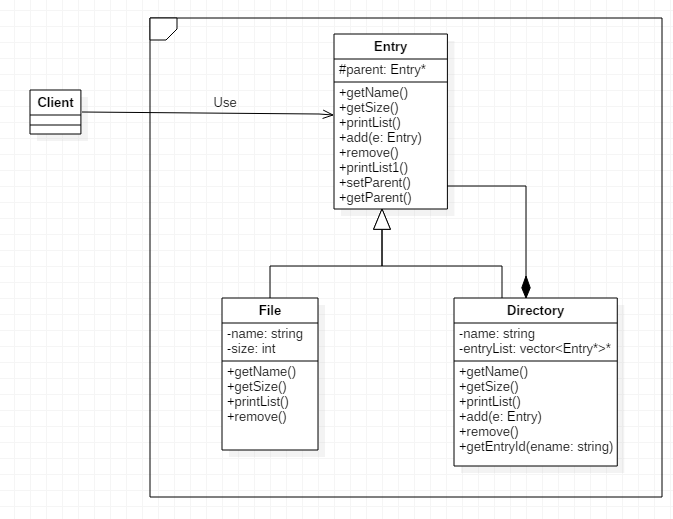 Entry
#parent: Entry*
+getName()
+getSize()
+printList()
+add(e: Entry)
+remove()
+printList1()
+setParent()
+getParent()
Client
Use
File
-name: string
-size: int
+getName()
+getSize()
+printList()
+remove()
Directory
-name: string
-entryList: vector<Entry*>*
+getName()
+getSize()
+printList()
+add(e: Entry)
+remove()
+getEntryId(ename: string)